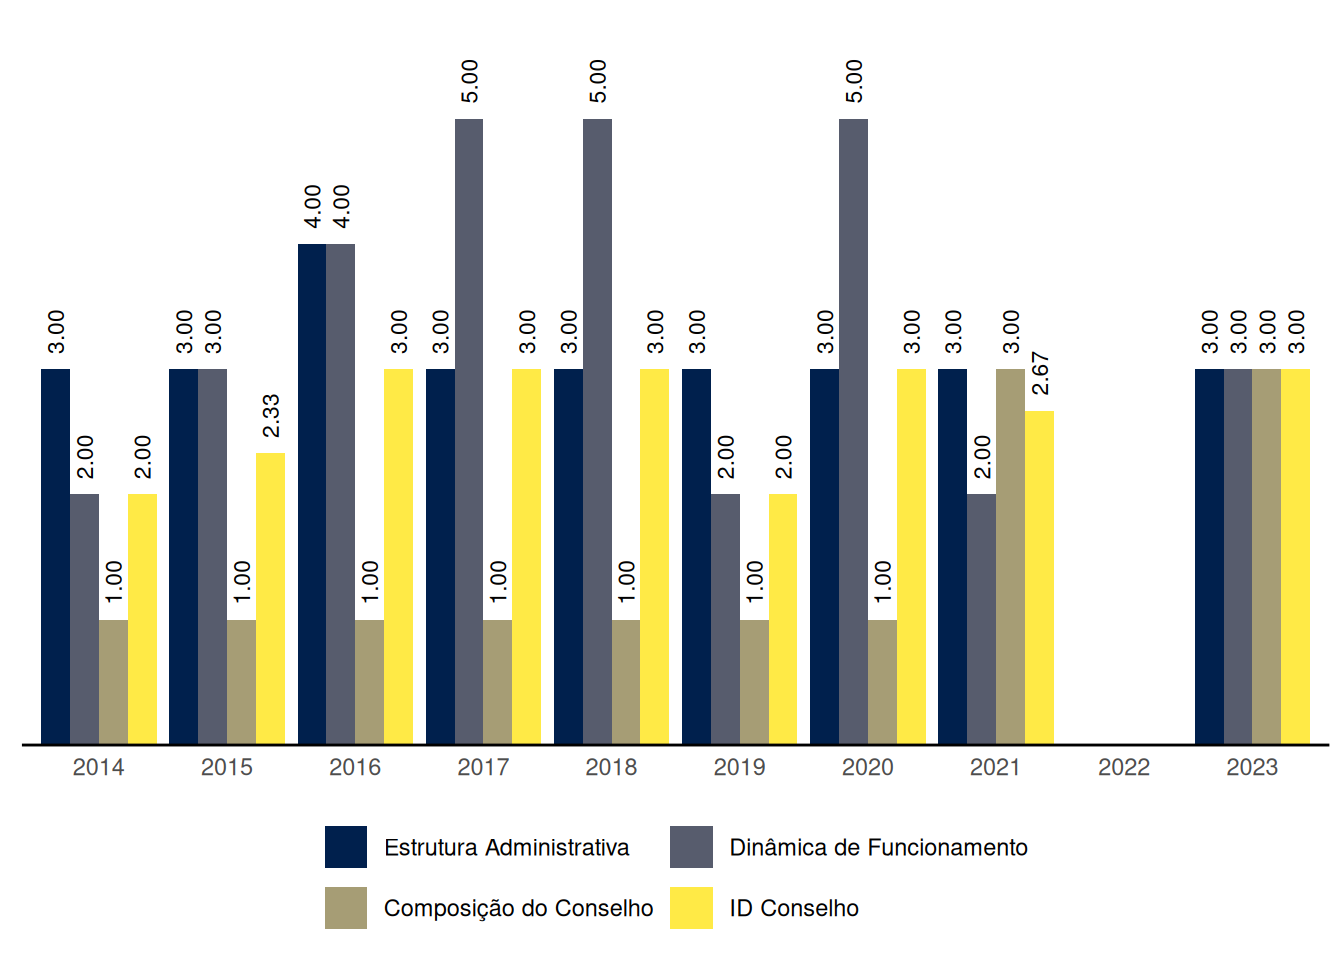 5.00 5.00 5.00
4.00 4.00
3.00 3.00 3.00 3.00 3.00 3.00 3.00 3.00 3.00 3.00 3.00 3.00 3.00 3.00 3.00 3.00 3.00
2.67
2.33
2.00 2.00 2.00 2.00 2.00
1.00 1.00 1.00 1.00 1.00 1.00 1.00
2014 2015 2016 2017 2018 2019 2020 2021 2022 2023
Estrutura Administrativa Dinâmica de Funcionamento
Composição do Conselho ID Conselho